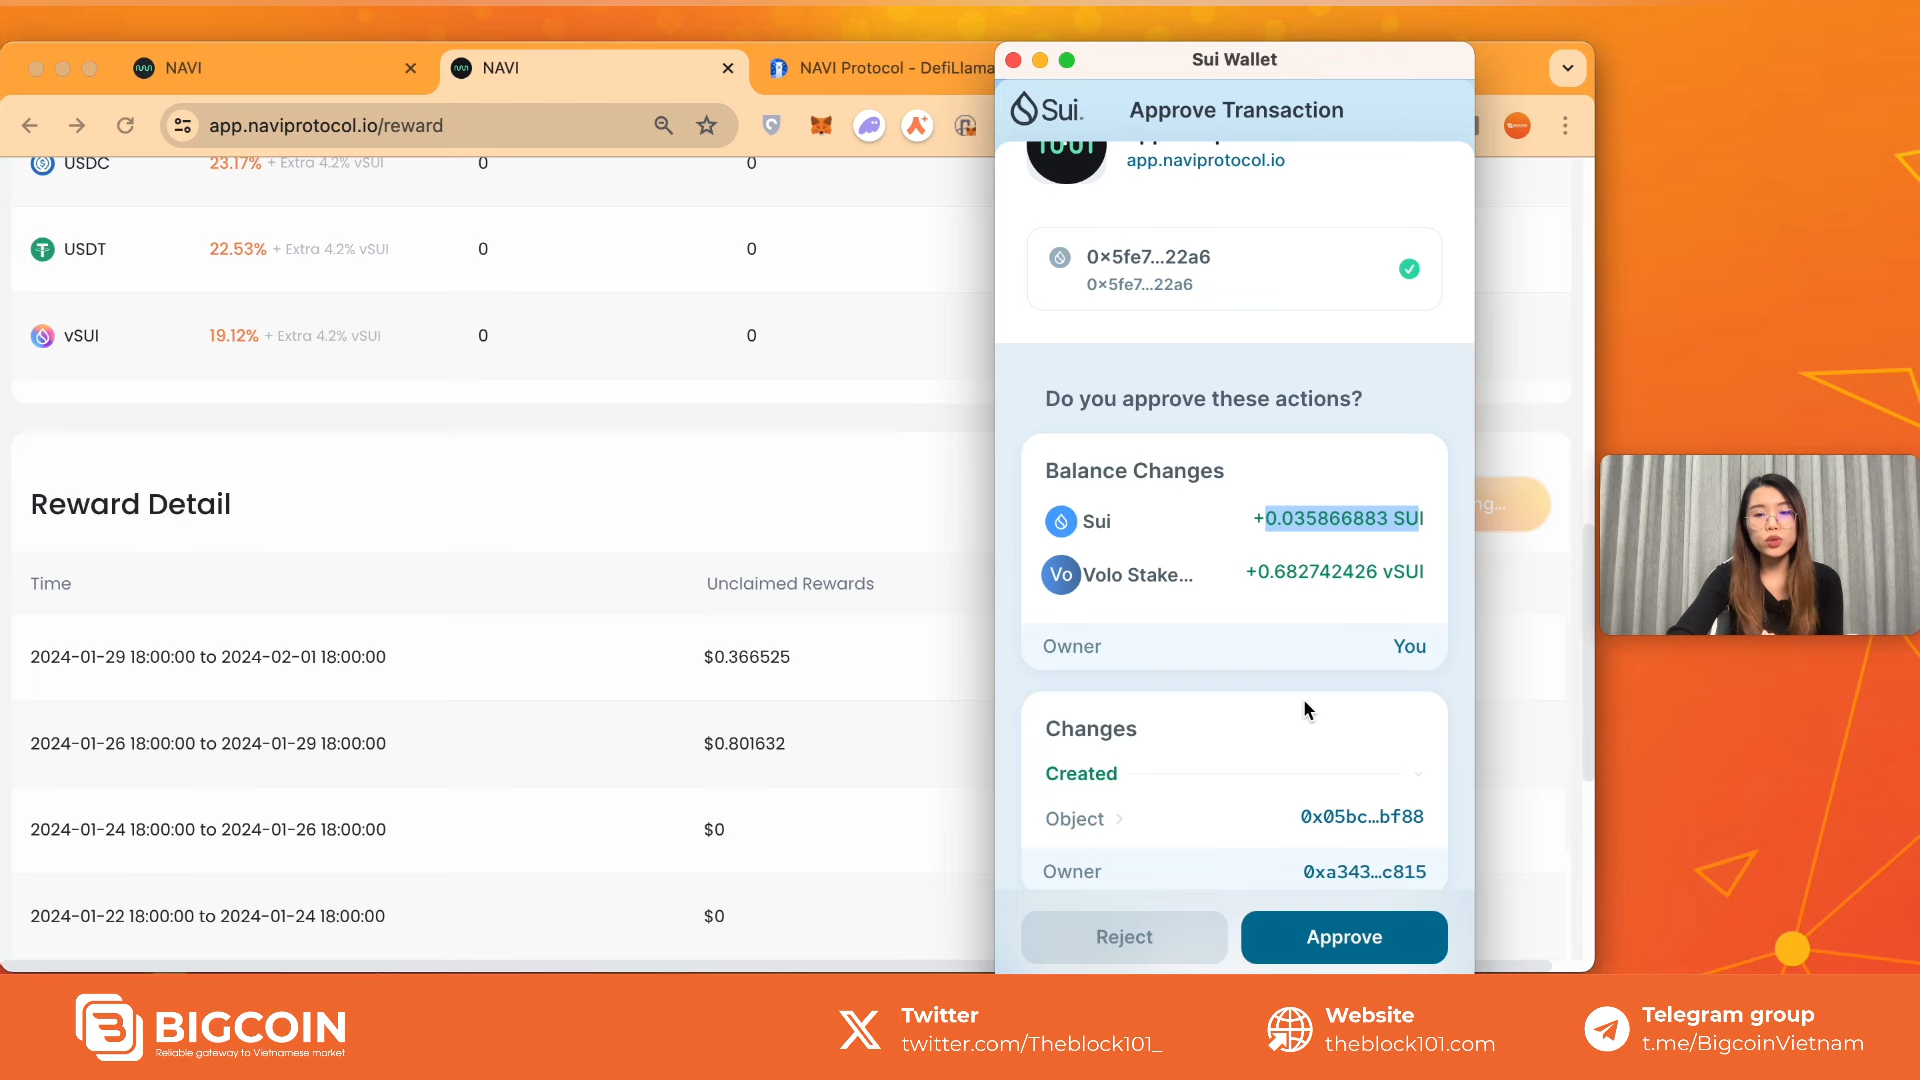 NAVI
NAVI
NAVI Protocol - DefiLlama
app.naviprotocol.io/reward
USDC
23.17% + Extra 4.2% vSUI
0
0
USDT
22.53% + Extra 4.2% vSUI
0
0
vSUI
19.12% + Extra 4.2% vSUI
0
0
Reward Detail
ng...
Time
Unclaimed Rewards
2024-01-29 18:00:00 to 2024-02-01 18:00:00
$0.366525
2024-01-26 18:00:00 to 2024-01-29 18:00:00
$0.801632
2024-01-24 18:00:00 to 2024-01-26 18:00:00
$0
2024-01-22 18:00:00 to 2024-01-24 18:00:00
$0
Sui Wallet
Sui
Approve Transaction
app.naviprotocol.io
0×5fe7...22a6
0×5fe7...22a6
Do you approve these actions?
Balance Changes
Sui
+0.035866883 SUI
Vo
Volo Stake...
+0.682742426 vSUI
Owner
You
Changes
Created
Object
0x05bc…bf88
Owner
0xa343…c815
Reject
Approve
BIGCOIN
Reliable gateway to Vietnamese market
Twitter
twitter.com/Theblock101_
Website
theblock101.com
Telegram group
t.me/BigcoinVietnam